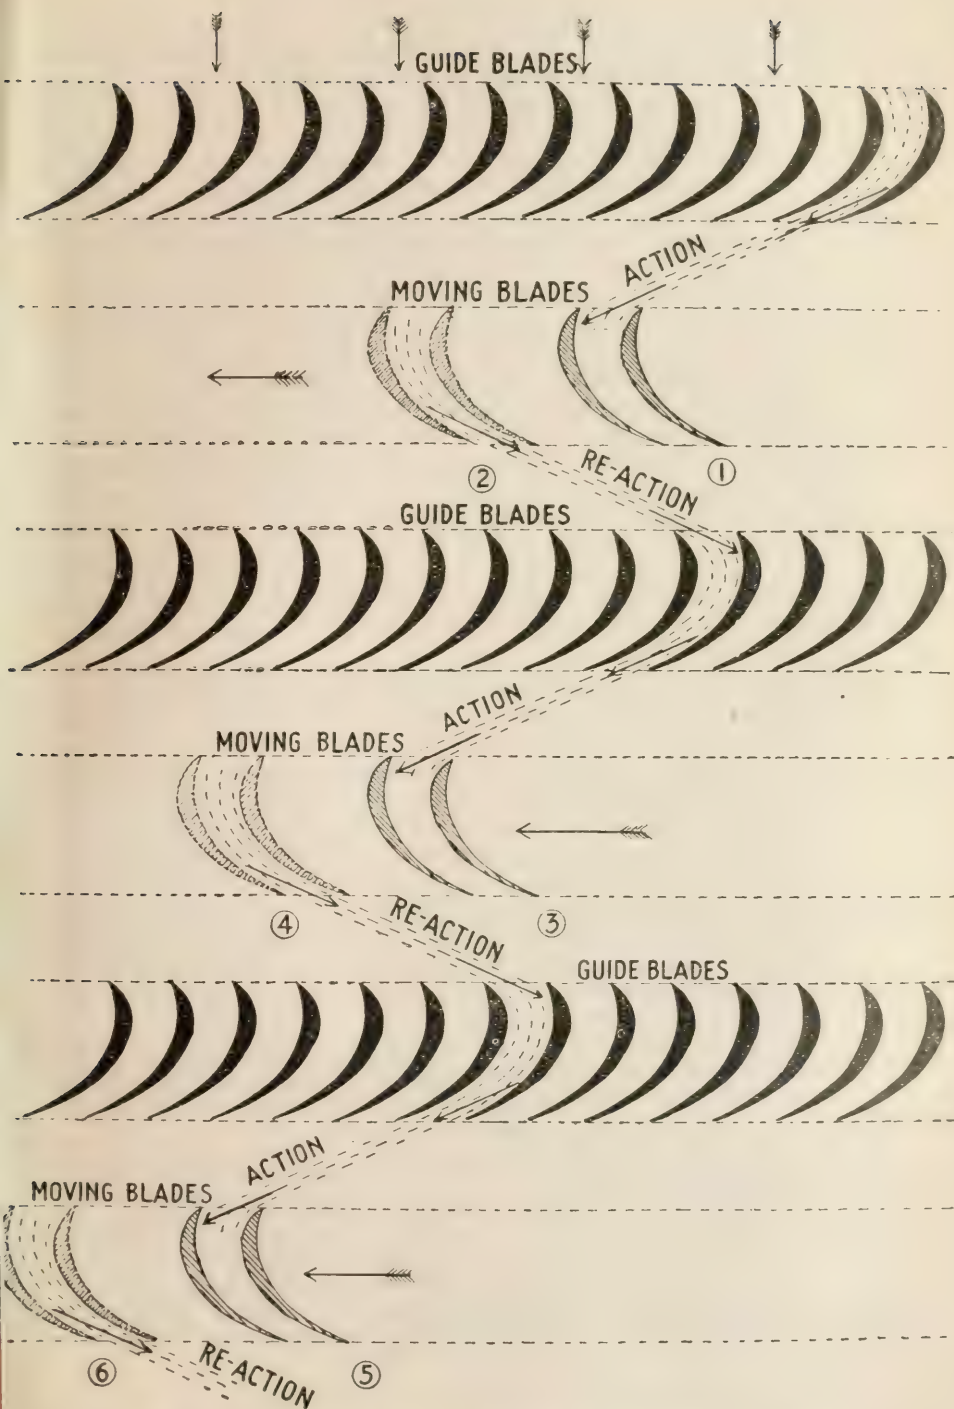 GUIDE BLADES
ACTION
MOVING BLADES
② RE-ACTION ①
GUIDE BLADES
ACTION
MOVING BLADES
④ RE-ACTION ③
GUIDE BLADES
ACTION
MOVING BLADES
⑥ RE-ACTION ⑤